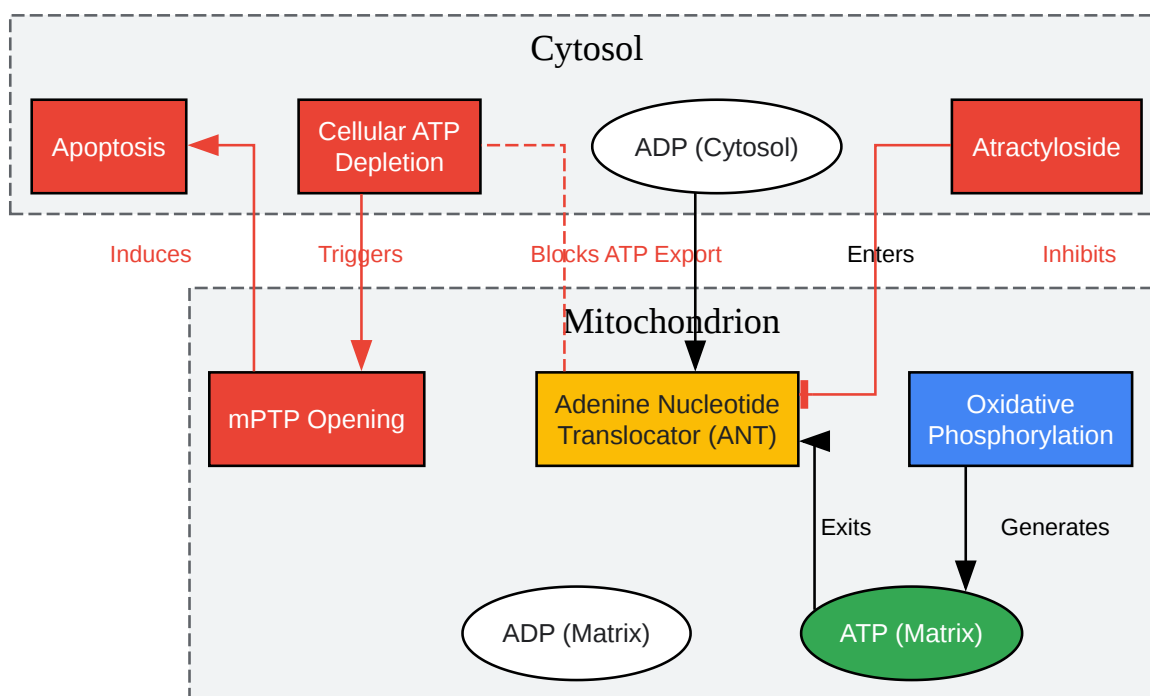 Cytosol
Apoptosis
Cellular ATP
Depletion
ADP (Cytosol)
Atractyloside
Induces
Triggers
Blocks ATP Export
Enters
Inhibits
Mitochondrion
mPTP Opening
Adenine Nucleotide
Translocator (ANT)
Oxidative
Phosphorylation
Exits
Generates
ADP (Matrix)
ATP (Matrix)